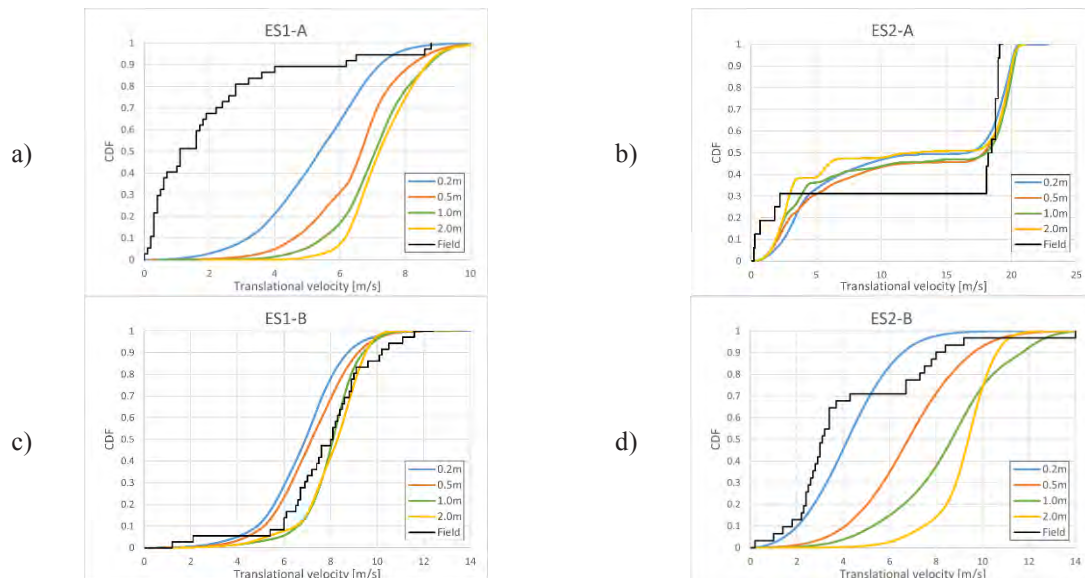 a)
ES1-A
CDF
1
0.9
0.8
0.7
0.6
0.5
0.4
0.3
0.2
0.1
0
0 2 4 6 8 10
Translational velocity [m/s]
0.2m
0.5m
1.0m
2.0m
Field
b)
ES2-A
CDF
1
0.9
0.8
0.7
0.6
0.5
0.4
0.3
0.2
0.1
0
0 5 10 15 20 25
Translational velocity [m/s]
0.2m
0.5m
1.0m
2.0m
Field
c)
ES1-B
CDF
1
0.9
0.8
0.7
0.6
0.5
0.4
0.3
0.2
0.1
0
0 2 4 6 8 10 12 14
Translational velocity [m/s]
0.2m
0.5m
1.0m
2.0m
Field
d)
ES2-B
CDF
1
0.9
0.8
0.7
0.6
0.5
0.4
0.3
0.2
0.1
0
0 2 4 6 8 10 12 14
Translational velocity [m/s]
0.2m
0.5m
1.0m
2.0m
Field